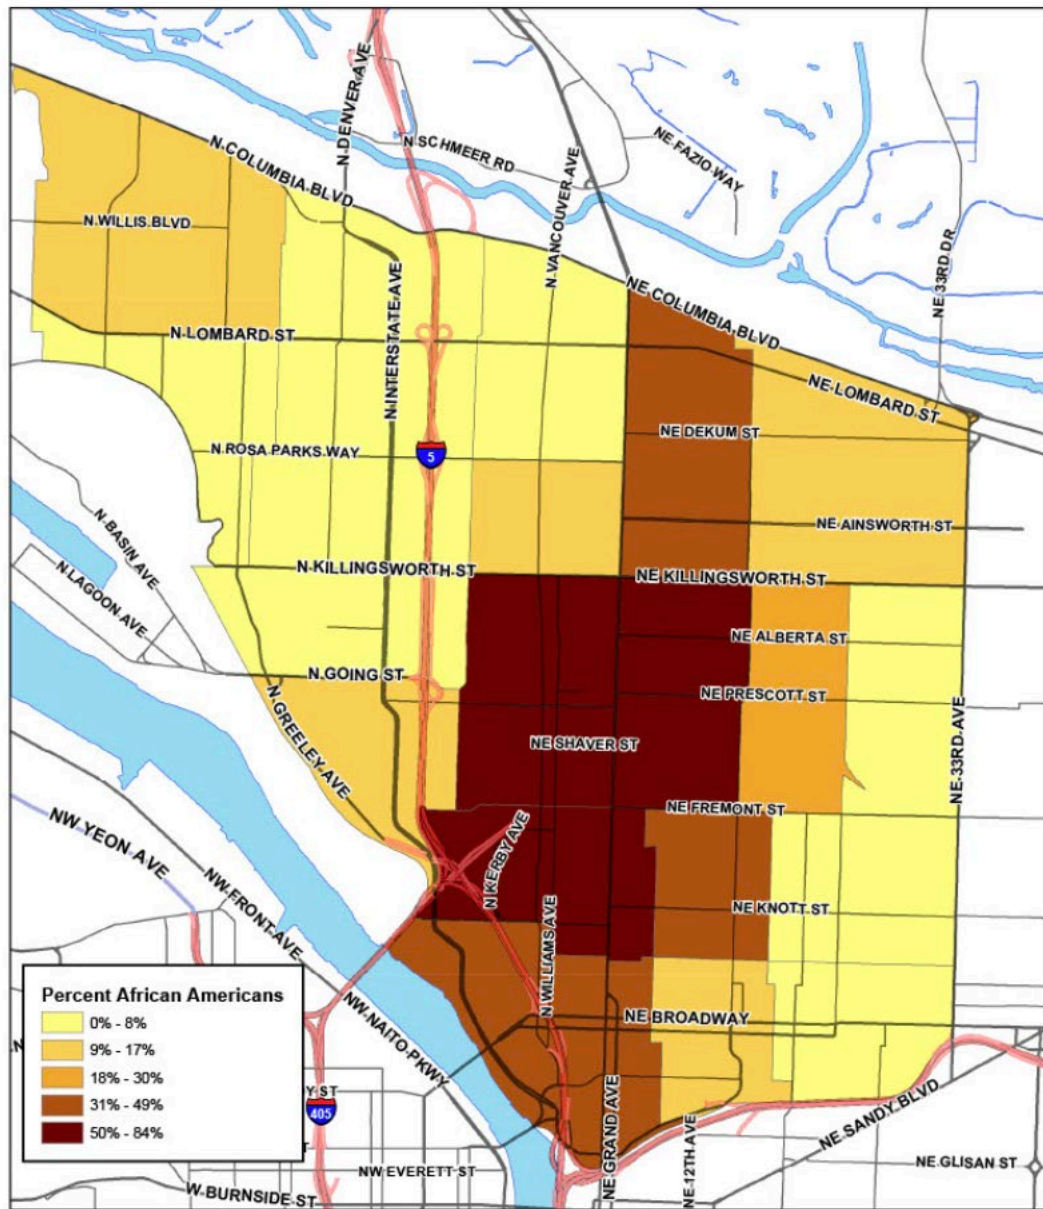 N DENVER AVE
N SCHMEER RD
NE FAZIO WAY
N COLUMBIA BLVD
N VANCOUVER AVE
N WILLIS BLVD
NE 33RD DR
N INTERSTATE AVE
NE COLUMBIA BLVD
N LOMBARD ST
NE LOMBARD ST
NE DEKUM ST
N ROSA PARKS WAY
5
N BASIN AVE
NE AINSWORTH ST
N KILLINGSWORTH ST
NE KILLINGSWORTH ST
N LAGOON AVE
NE ALBERTA ST
N GOING ST
NE PRESCOTT ST
N GREELEY AVE
NE SHAVER ST
NE 33RD AVE
NE FREMONT ST
NW YEON AVE
N KERBY AVE
NW FRONT AVE
NE KNOTT ST
N WILLIAMS AVE
Percent African Americans
0% - 8%
9% - 17%
18% - 30%
31% - 49%
50% - 84%
NW NAITO PKWY
NE BROADWAY
Y ST
405
NE GRAND AVE
NE 12TH AVE
NE SANDY BLVD
NW EVERETT ST
NE GLISAN ST
W BURNSIDE ST